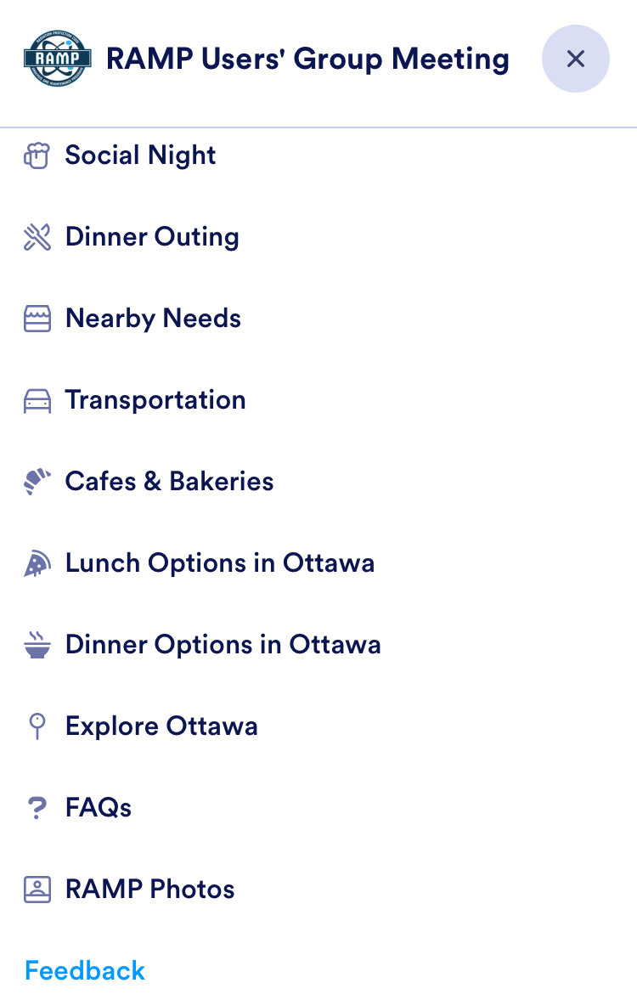 RAMP
RAMP Users' Group Meeting
Social Night
Dinner Outing
Nearby Needs
Transportation
Cafes & Bakeries
Lunch Options in Ottawa
Dinner Options in Ottawa
Explore Ottawa
FAQs
RAMP Photos
Feedback